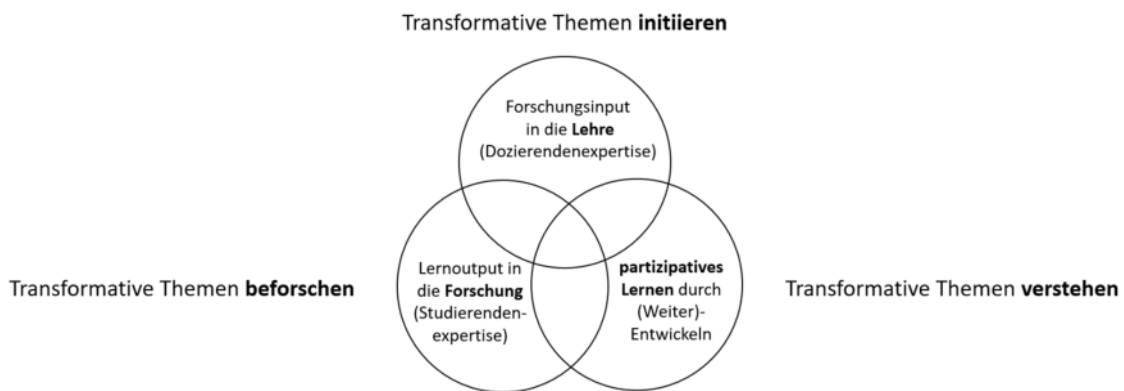 Transformative Themen initiieren
Forschungsinput
in die Lehre
(Dozierendenexpertise)
Transformative Themen beforschen
Lernoutput in
die Forschung
(Studierenden-
expertise)
partizipatives
Lernen durch
(Weiter)-
Entwickeln
Transformative Themen verstehen